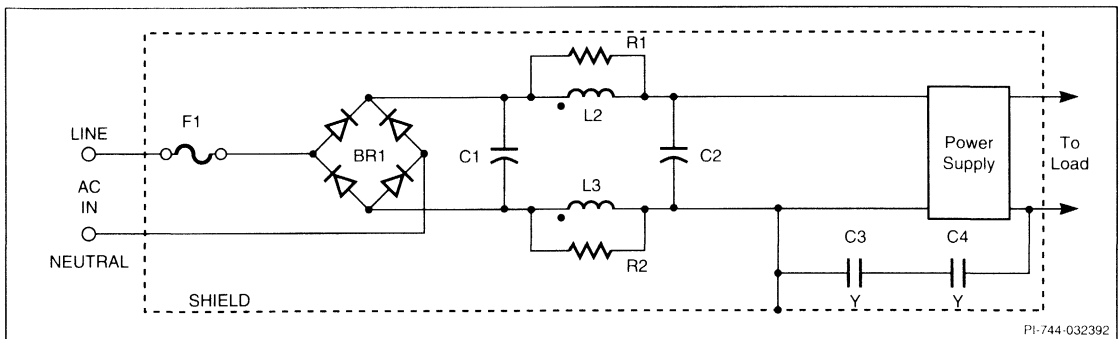 R1
F1
LINE
L2
BR1
C1
C2
Power
Supply
To
Load
AC
IN
L3
NEUTRAL
R2
C3
C4
Y
Y
SHIELD
PI-744-032392